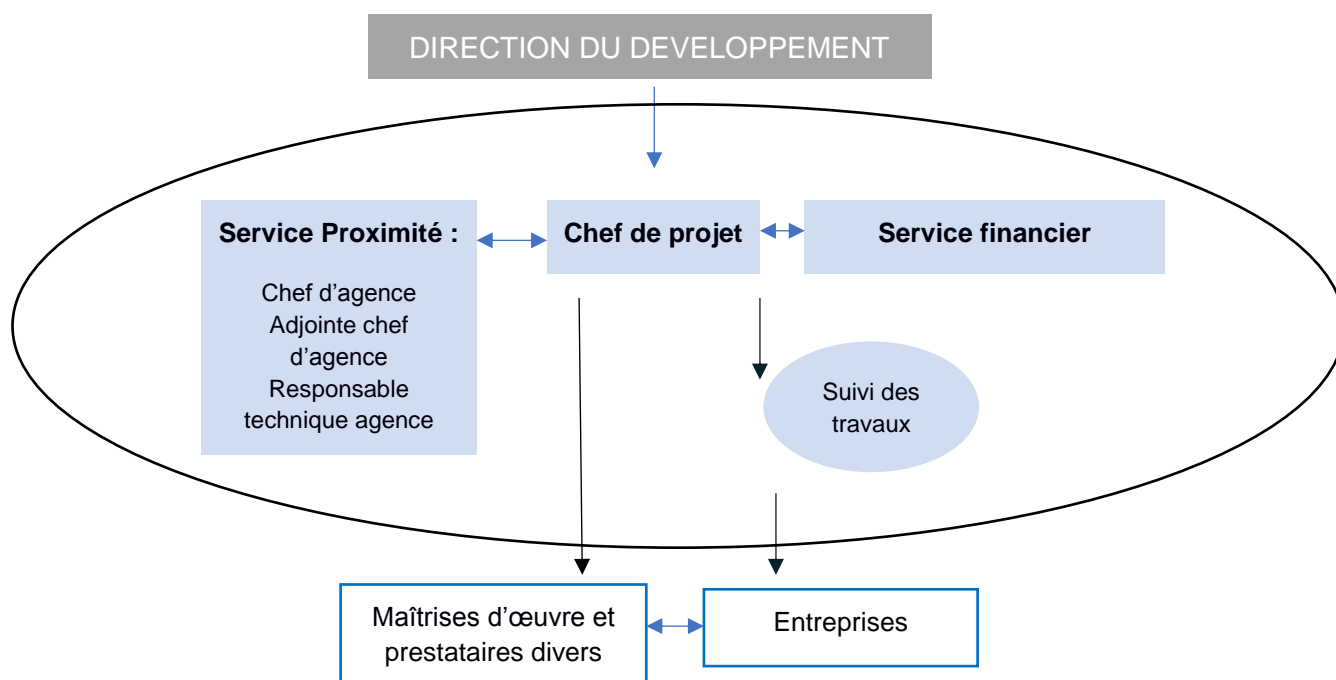 DIRECTION DU DEVELOPPEMENT
Service Proximité :
Chef d’agence
Adjointe chef
d’agence
Responsable
technique agence
Chef de projet
Service financier
Suivi des
travaux
Maîtrises d’œuvre et
prestataires divers
Entreprises